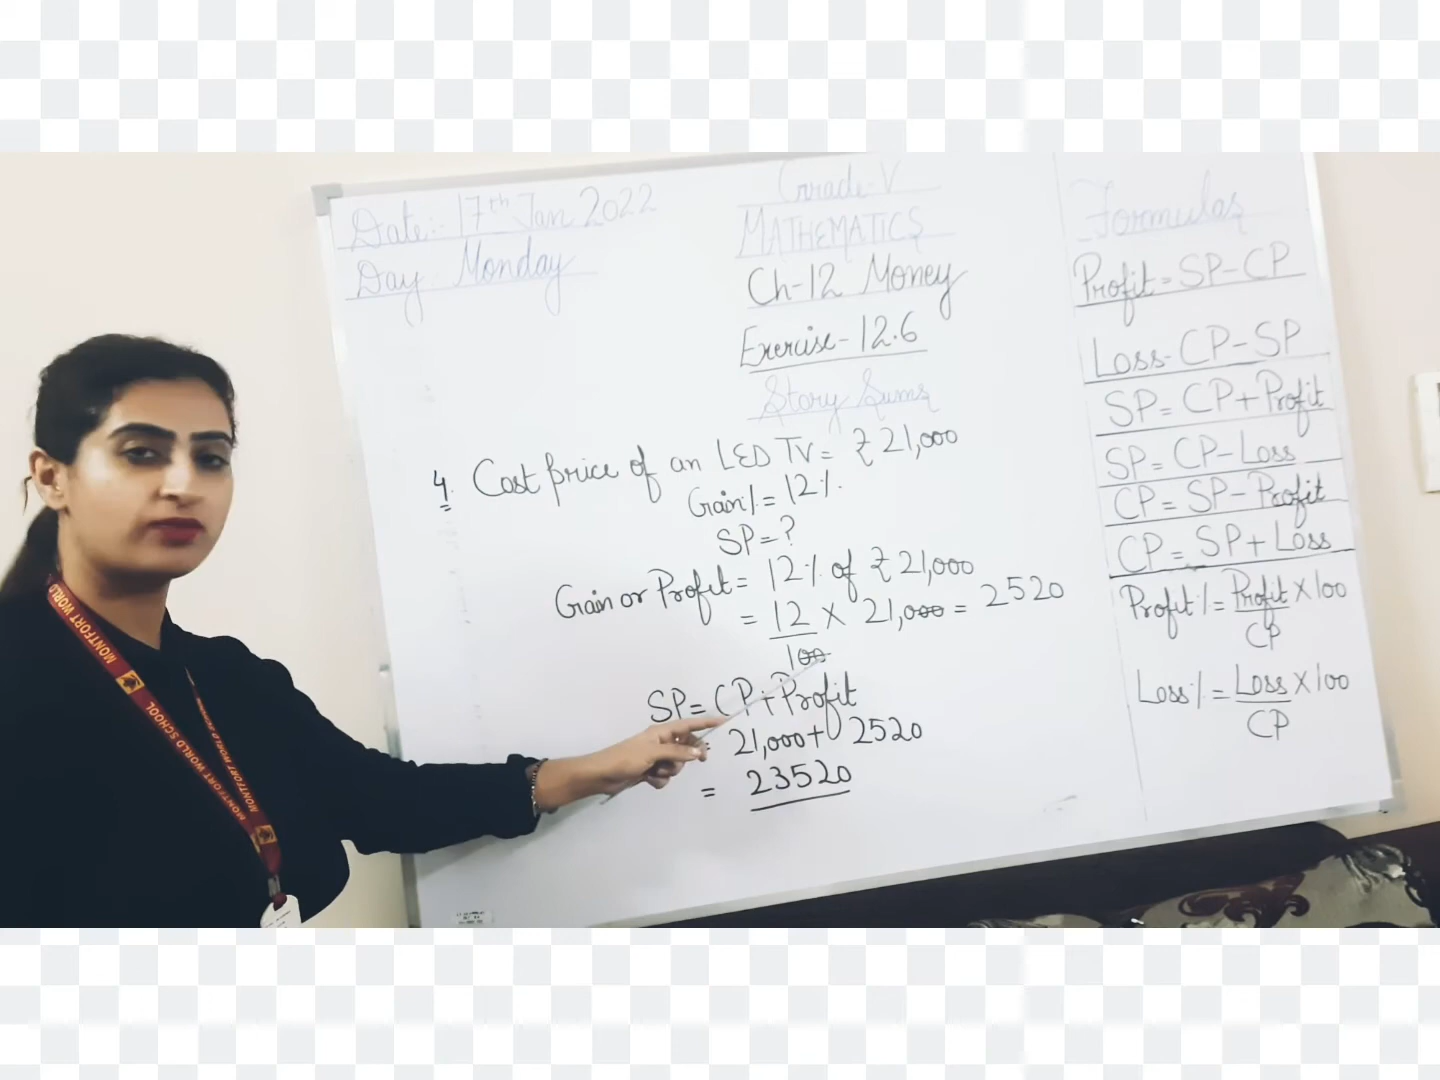 Date:- 17th Jan 2022
Day:- Monday
Grade-V
MATHEMATICS
Ch-12 Money
Exercise-12.6
Story Sums
4. Cost price of an LED TV = ₹ 21,000
Gain% = 12%
SP = ?
Gain or Profit = 12% of ₹ 21,000
= 12/100 × 21,000 = 2520
SP = CP + Profit
= 21,000 + 2520
= 23520
Formulas
Profit = SP - CP
Loss - CP - SP
SP = CP + Profit
SP = CP - Loss
CP = SP - Profit
CP = SP + Loss
Profit% = Profit/CP × 100
Loss% = Loss/CP × 100
MONTFORT WORLD SCHOOL
MONTFORT WORLD SCHOOL